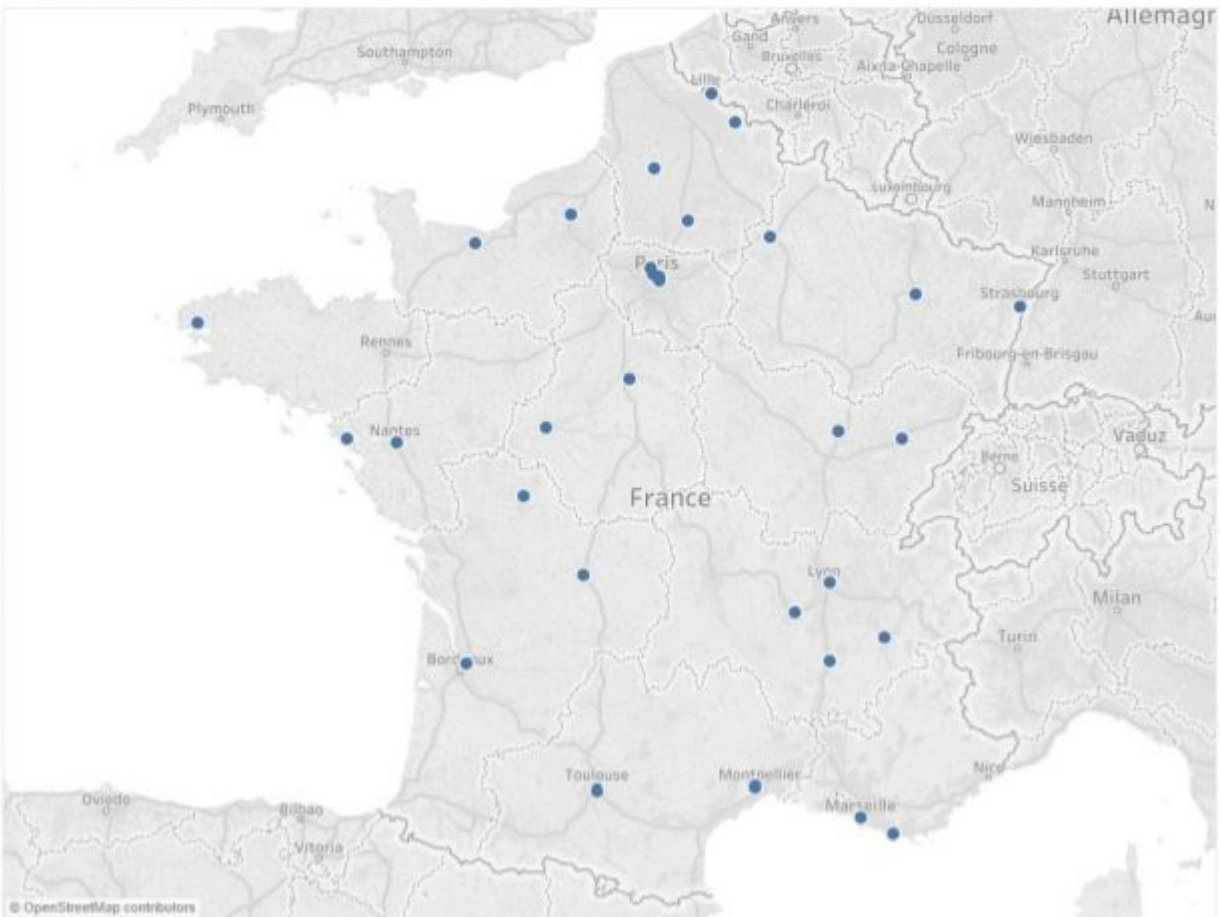 Anvers
Düsseldorf
Allemagr
Southampton
Gand
Bruxelles
Cologne
Aix-la-Chapelle
Lille
Plymouth
Charleroi
Wiesbaden
Luxembourg
Mannheim
N
Karlsruhe
Paris
Stuttgart
Strasbourg
Au
Rennes
Fribourg-en-Brisgau
Nantes
Vaduz
Berne
Suisse
France
Lyon
Milan
Turin
Bordeaux
Toulouse
Montpellier
Nice
Oviedo
Bilbao
Marseille
Vitoria
© OpenStreetMap contributors